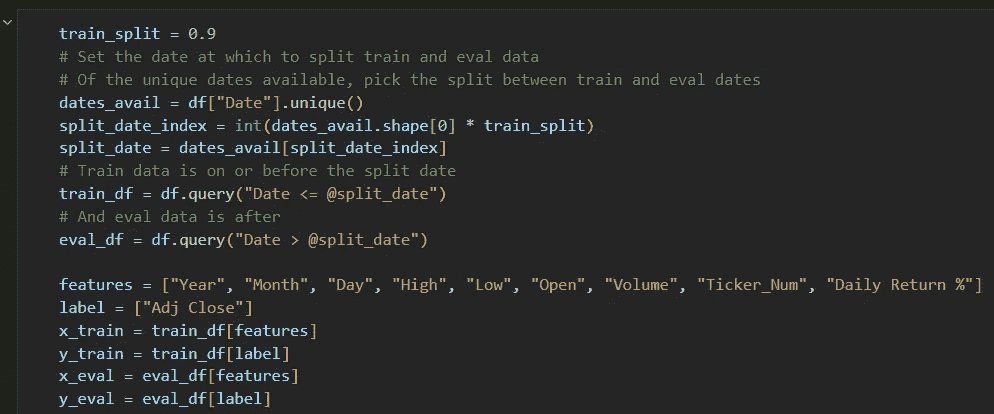 train_split = 0.9
# Set the date at which to split train and eval data
# Of the unique dates available, pick the split between train and eval dates
dates_avail = df["Date"].unique()
split_date_index = int(dates_avail.shape[0] * train_split)
split_date = dates_avail[split_date_index]
# Train data is on or before the split date
train_df = df.query("Date <= @split_date")
# And eval data is after
eval_df = df.query("Date > @split_date")
features = ["Year", "Month", "Day", "High", "Low", "Open", "Volume", "Ticker_Num", "Daily Return %"]
label = ["Adj Close"]
x_train = train_df[features]
y_train = train_df[label]
x_eval = eval_df[features]
y_eval = eval_df[label]